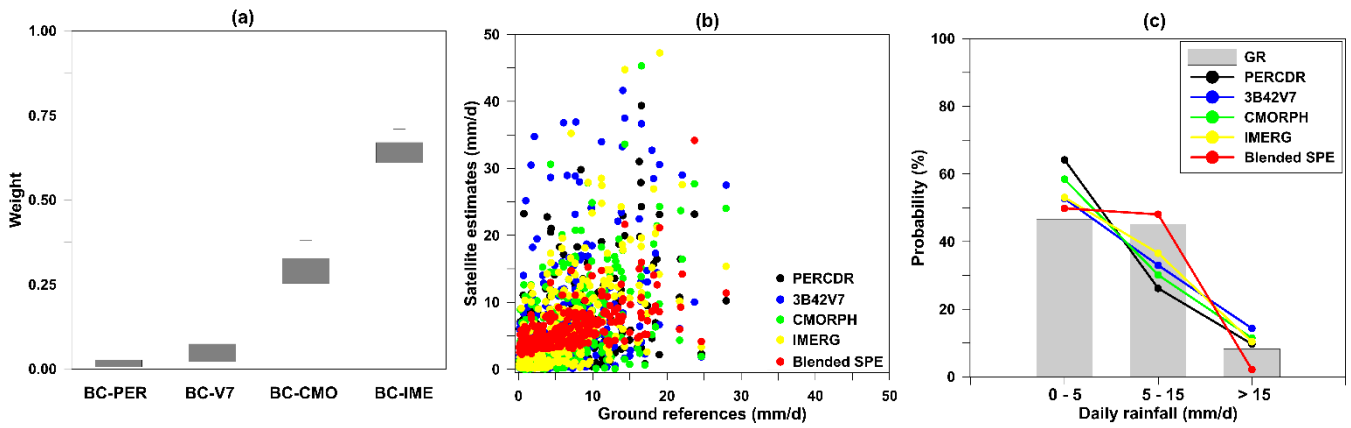 (a)
Weight
1.00
0.75
0.50
0.25
0.00
BC-PER
BC-V7
BC-CMO
BC-IME
(b)
Satellite estimates (mm/d)
50
40
30
20
10
0
PERCDR
3B42V7
CMORPH
IMERG
Blended SPE
0
10
20
30
40
50
Ground references (mm/d)
(c)
Probability (%)
100
80
60
40
20
0
GR
PERCDR
3B42V7
CMORPH
IMERG
Blended SPE
0 - 5
5 - 15
> 15
Daily rainfall (mm/d)